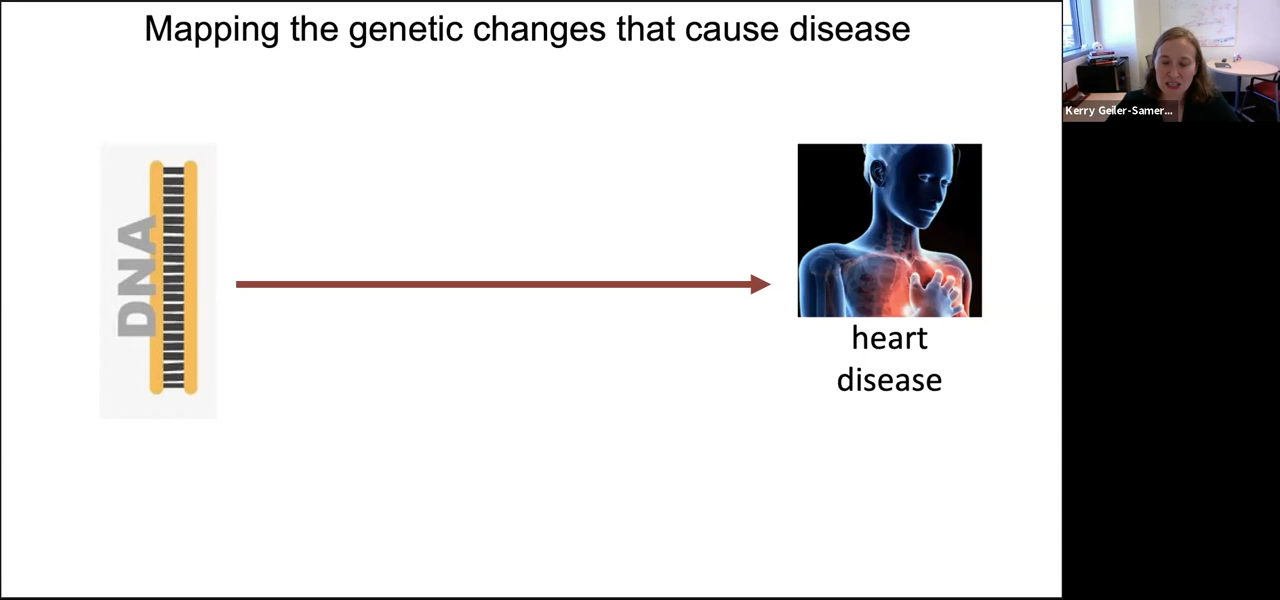 Mapping the genetic changes that cause disease
Kerry Geiler-Samer...
DNA
heart
disease